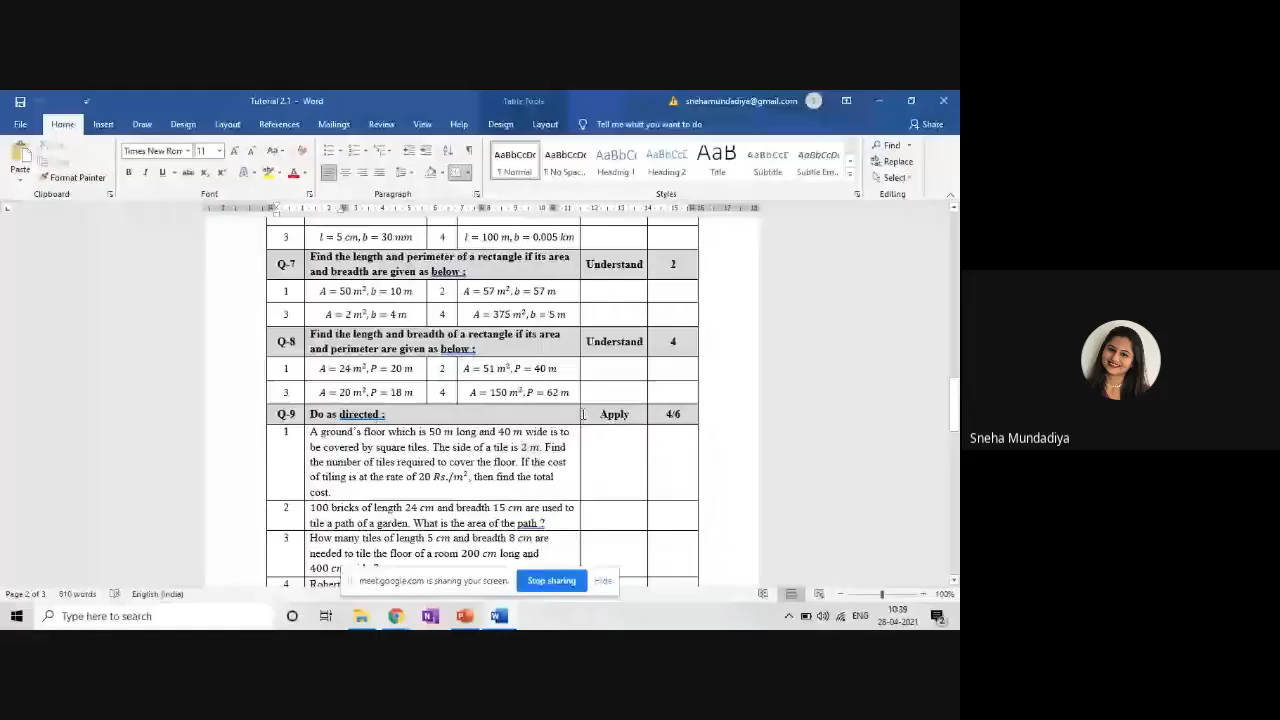 Tutorial 2.1 - Word
Table Tools
snehamundadiya@gmail.com
File Home Insert Draw Design Layout References Mailings Review View Help Design Layout Tell me what you want to do Share
Times New Ror 11 Aa AaBbCcDc AaBbCcDc AaBbCc AaBbCcD AaB AaBbCcD AaBbCcDc Find
Paste B I U abc X₂ X² A ¶ Normal ¶ No Spac... Heading 1 Heading 2 Title Subtitle Subtle Em... Replace
Format Painter Select
Clipboard Font Paragraph Styles Editing
3 l = 5 cm, b = 30 mm 4 l = 100 m, b = 0.005 km
Q-7 Find the length and perimeter of a rectangle if its area Understand 2
and breadth are given as below :
1 A = 50 m², b = 10 m 2 A = 57 m², b = 57 m
3 A = 2 m², b = 4 m 4 A = 375 m², b = 5 m
Q-8 Find the length and breadth of a rectangle if its area Understand 4
and perimeter are given as below :
1 A = 24 m², P = 20 m 2 A = 51 m², P = 40 m
3 A = 20 m², P = 18 m 4 A = 150 m², P = 62 m
Q-9 Do as directed : Apply 4/6
1 A ground's floor which is 50 m long and 40 m wide is to
be covered by square tiles. The side of a tile is 2 m. Find
the number of tiles required to cover the floor. If the cost
of tiling is at the rate of 20 Rs./m², then find the total
cost.
2 100 bricks of length 24 cm and breadth 15 cm are used to
tile a path of a garden. What is the area of the path ?
3 How many tiles of length 5 cm and breadth 8 cm are
needed to tile the floor of a room 200 cm long and
400
4 Robert
meet.google.com is sharing your screen. Stop sharing Hide
Page 2 of 3 810 words English (India) 100%
Type here to search ENG 10:39
28-04-2021
Sneha Mundadiya